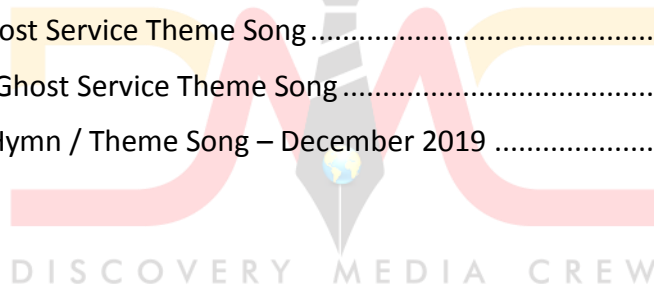 ost Service Theme Song ..........................................
Ghost Service Theme Song ......................................
Hymn / Theme Song – December 2019 ...................
DISCOVERY MEDIA CREW